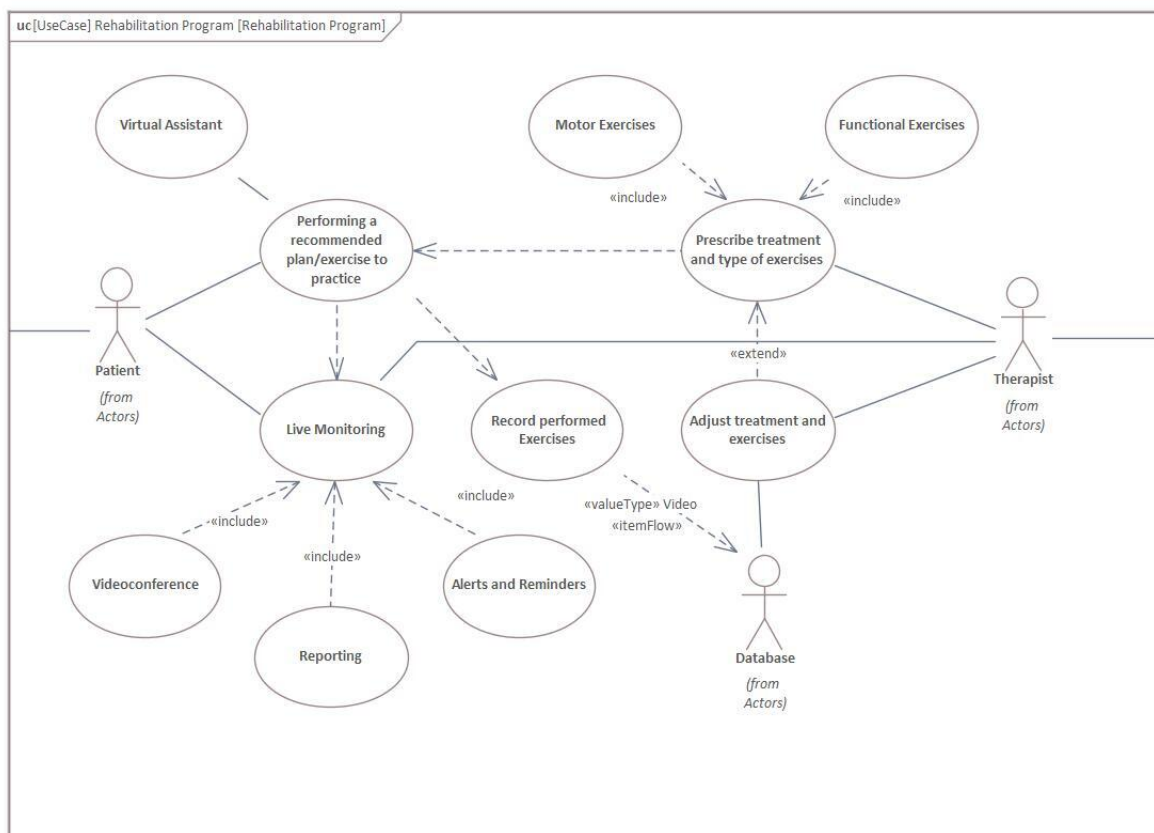 uc [UseCase] Rehabilitation Program [Rehabilitation Program]
Virtual Assistant
Motor Exercises
Functional Exercises
«include»
«include»
Performing a
recommended
plan/exercise to
practice
Prescribe treatment
and type of exercises
Patient
(from
Actors)
«extend»
Therapist
(from
Actors)
Live Monitoring
Record performed
Exercises
Adjust treatment and
exercises
«include»
«include»
«include»
«valueType» Video
«itemFlow»
Videoconference
Alerts and Reminders
Reporting
Database
(from
Actors)